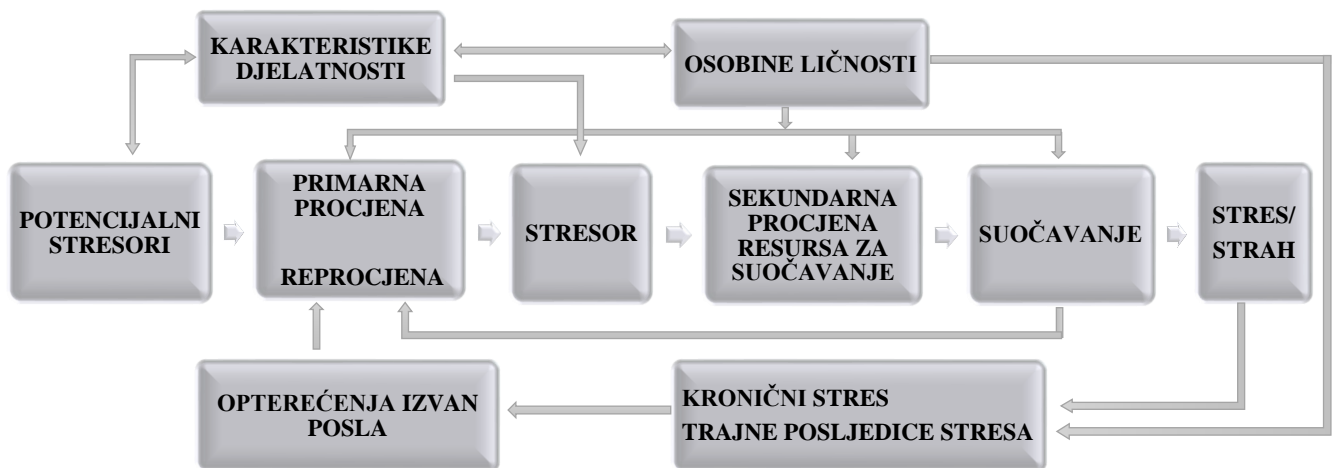 KARAKTERISTIKE
DJELATNOSTI
OSOBINE LIČNOSTI
POTENCIJALNI
STRESORI
PRIMARNA
PROCJENA
REPROCJENA
STRESOR
SEKUNDARNA
PROCJENA
RESURSA ZA
SUOČAVANJE
SUOČAVANJE
STRES/
STRAH
OPTEREĆENJA IZVAN
POSLA
KRONIČNI STRES
TRAJNE POSLJEDICE STRESA